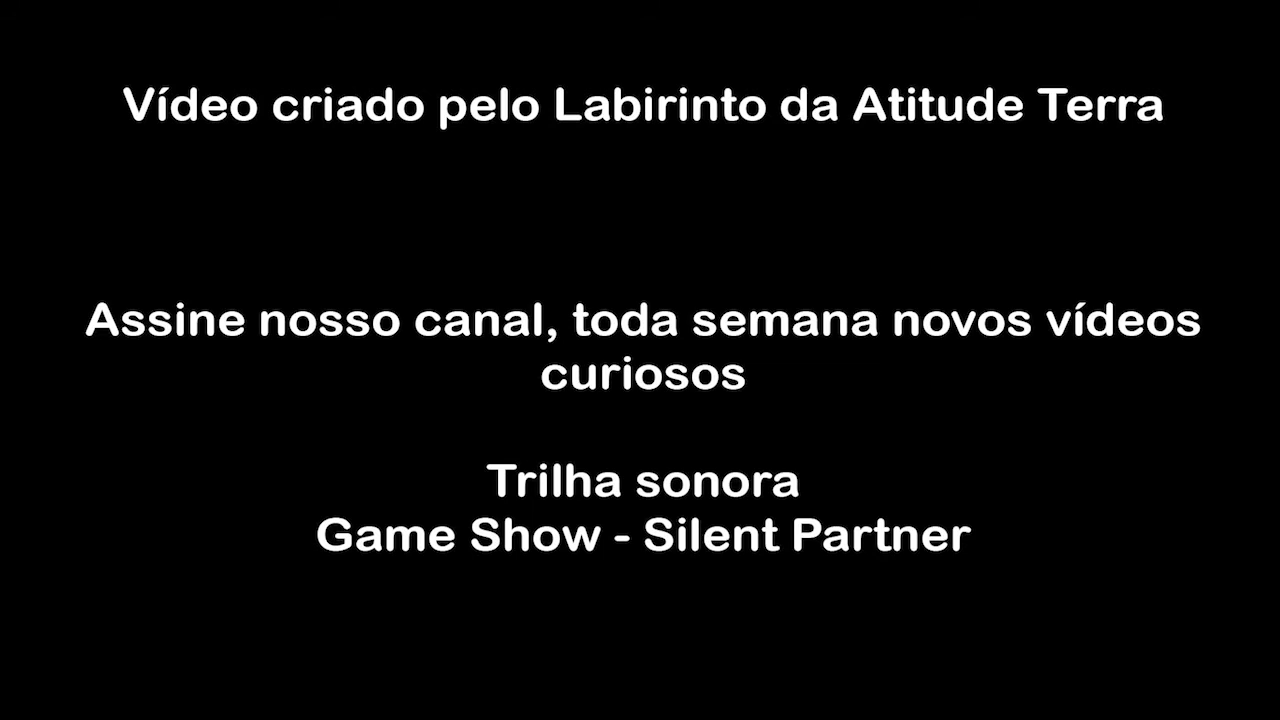 Vídeo criado pelo Labirinto da Atitude Terra
Assine nosso canal, toda semana novos vídeos
curiosos
Trilha sonora
Game Show - Silent Partner